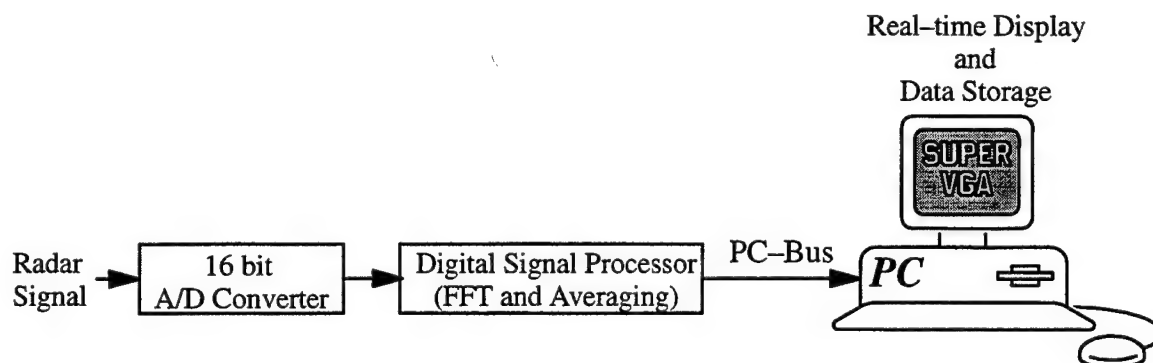 Real–time Display
and
Data Storage
SUPER
VGA
Radar
Signal
16 bit
A/D Converter
Digital Signal Processor
(FFT and Averaging)
PC–Bus
PC